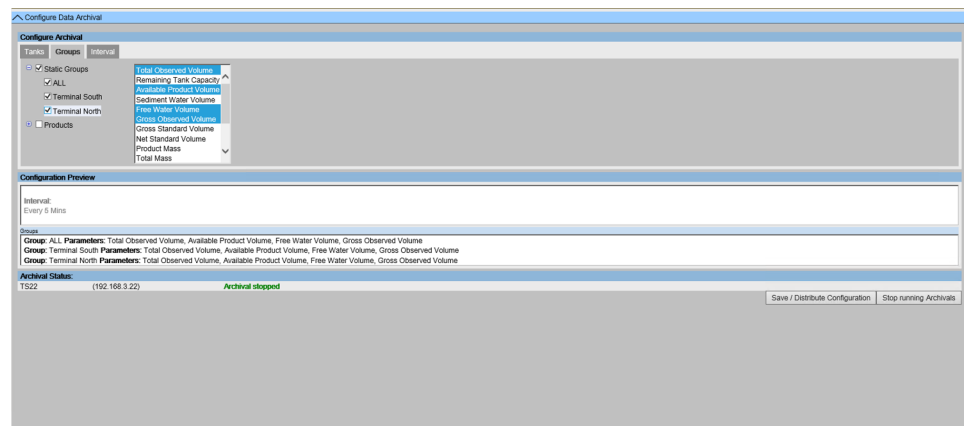 Configure Data Archival
Configure Archival
Tanks Groups Interval
Static Groups
ALL
Terminal South
Terminal North
Products
Total Observed Volume
Remaining Tank Capacity
Available Product Volume
Sediment Water Volume
Free Water Volume
Gross Observed Volume
Gross Standard Volume
Net Standard Volume
Product Mass
Total Mass
Configuration Preview
Interval:
Every 5 Mins
Groups
Group: ALL Parameters: Total Observed Volume, Available Product Volume, Free Water Volume, Gross Observed Volume
Group: Terminal South Parameters: Total Observed Volume, Available Product Volume, Free Water Volume, Gross Observed Volume
Group: Terminal North Parameters: Total Observed Volume, Available Product Volume, Free Water Volume, Gross Observed Volume
Archival Status:
TS22 (192.168.3.22) Archival stopped
Save / Distribute Configuration Stop running Archivals